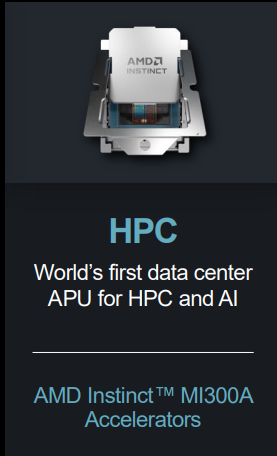 AMD
INSTINCT
HPC
World's first data center
APU for HPC and AI
AMD Instinct™ MI300A
Accelerators